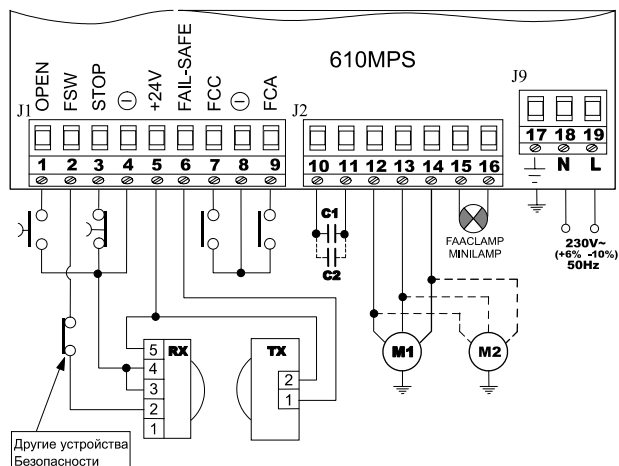 610MPS
J1
OPEN
FSW
STOP
+24V
FAIL-SAFE
FCC
FCA
J2
J9
1 2 3 4 5 6 7 8 9
10 11 12 13 14 15 16
17 18 19
N L
C1
C2
FAACLAMP
MINILAMP
230V~
(+6% -10%)
50Hz
M1
M2
RX
5
4
3
2
1
TX
2
1
Другие устройства
Безопасности